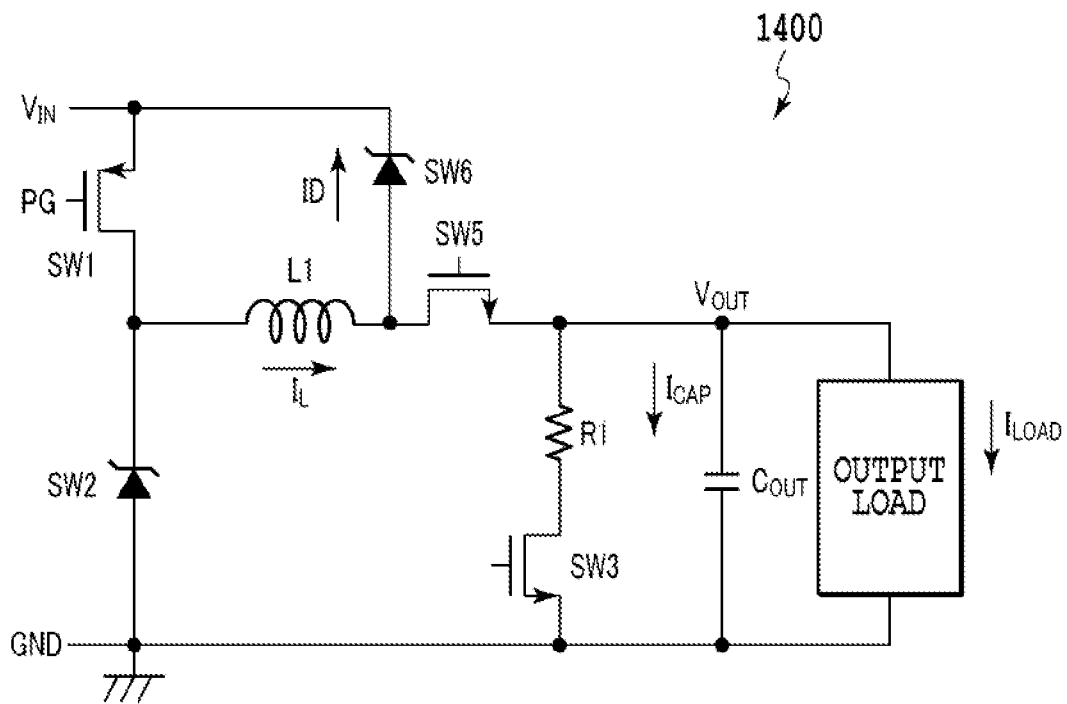 1400
VIN
SW6
ID
PG
SW5
SW1
L1
VOUT
IL
ICAP
R1
ILOAD
SW2
COUT
OUTPUT
LOAD
SW3
GND